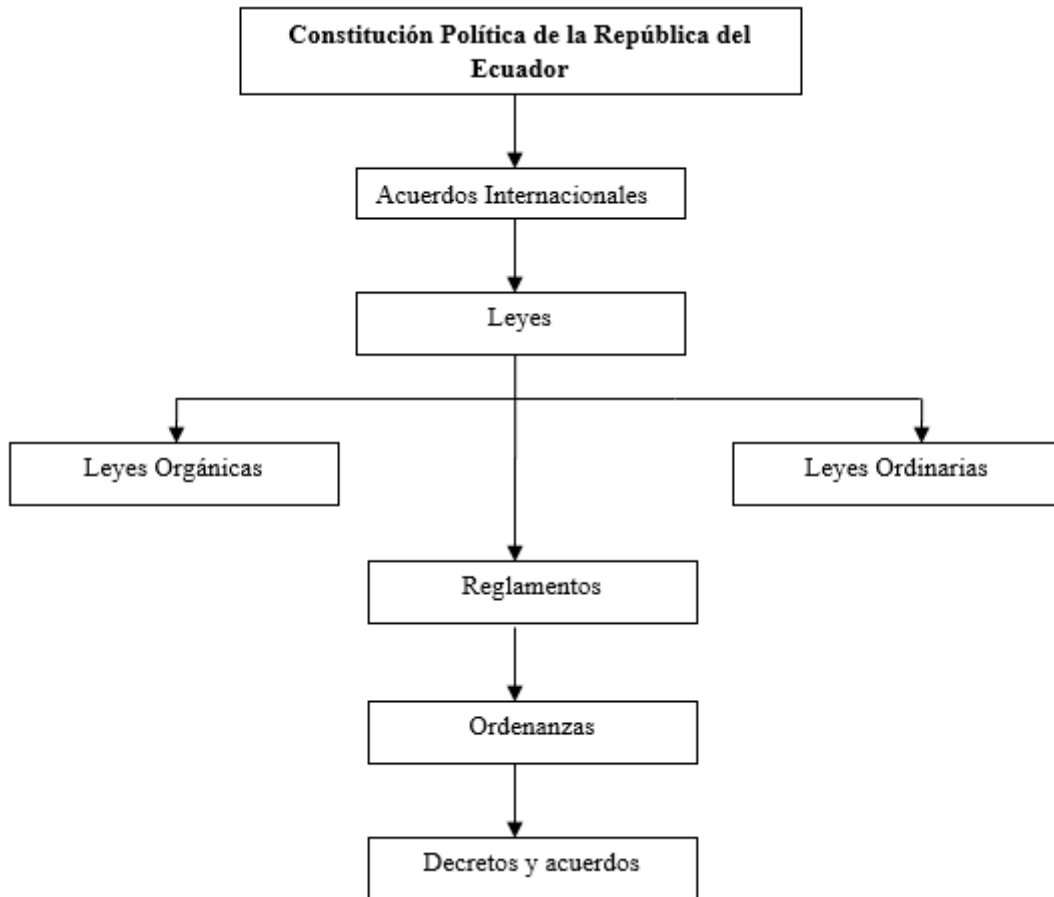 Constitución Política de la República del
Ecuador
Acuerdos Internacionales
Leyes
Leyes Orgánicas
Leyes Ordinarias
Reglamentos
Ordenanzas
Decretos y acuerdos